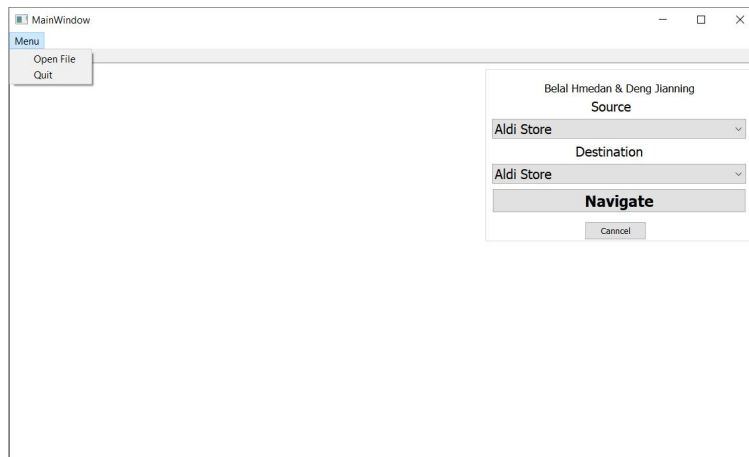 MainWindow
Menu
Open File
Quit
Belal Hmedan & Deng Jianning
Source
Aldi Store
Destination
Aldi Store
Navigate
Canncel